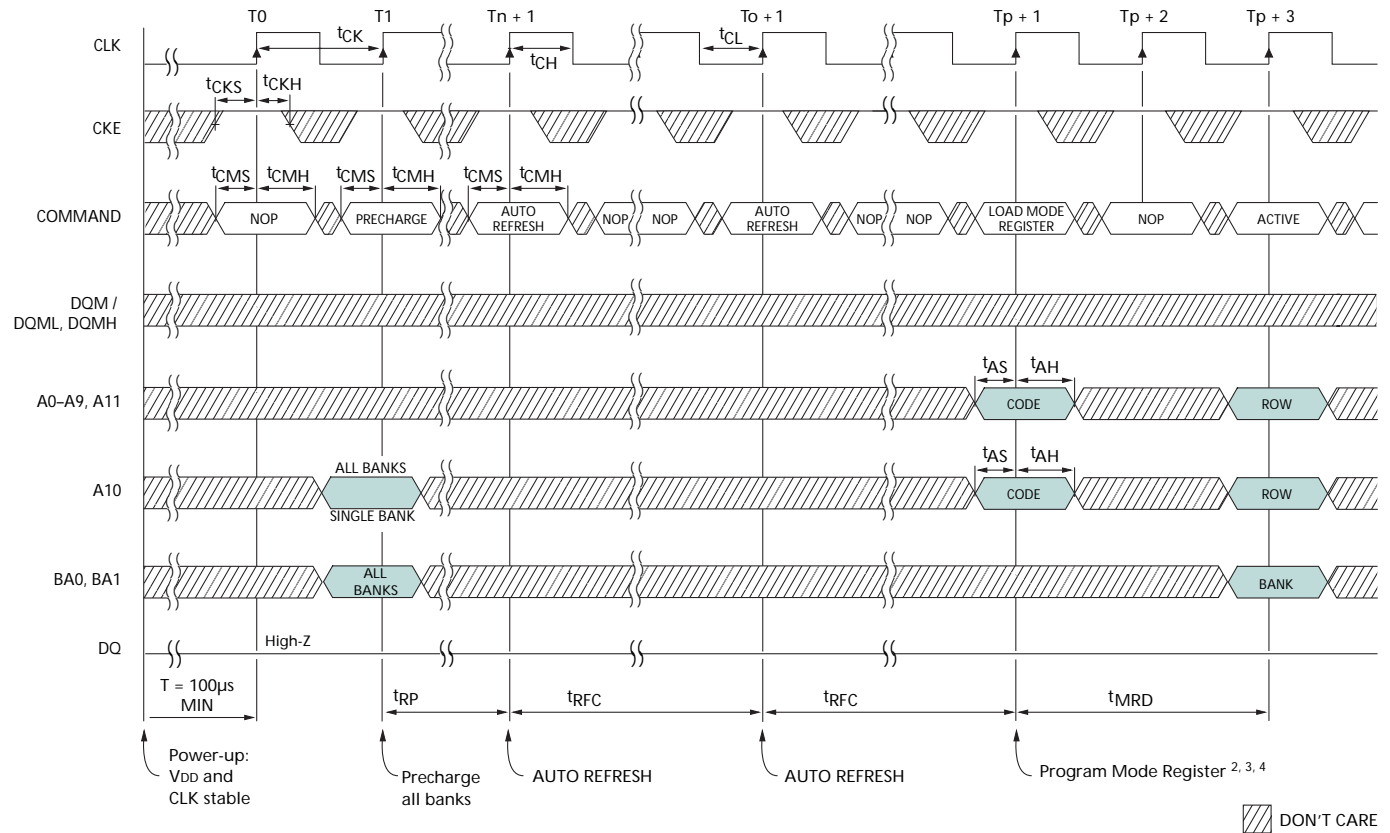 T0 T1 Tn + 1 To + 1 Tp + 1 Tp + 2 Tp + 3
CLK tCK tCH tCL
tCKS tCKH
CKE
tCMS tCMH tCMS tCMH tCMS tCMH
COMMAND NOP PRECHARGE AUTO REFRESH NOP NOP AUTO REFRESH NOP NOP LOAD MODE REGISTER NOP ACTIVE
DQM /
DQML, DQMH
tAS tAH
A0–A9, A11 CODE ROW
ALL BANKS tAS tAH
A10 CODE ROW
SINGLE BANK
BA0, BA1 ALL BANKS BANK
DQ High-Z
T = 100µs
MIN
tRP tRFC tRFC tMRD
Power-up:
VDD and
CLK stable
Precharge
all banks
AUTO REFRESH
AUTO REFRESH
Program Mode Register 2, 3, 4
DON'T CARE